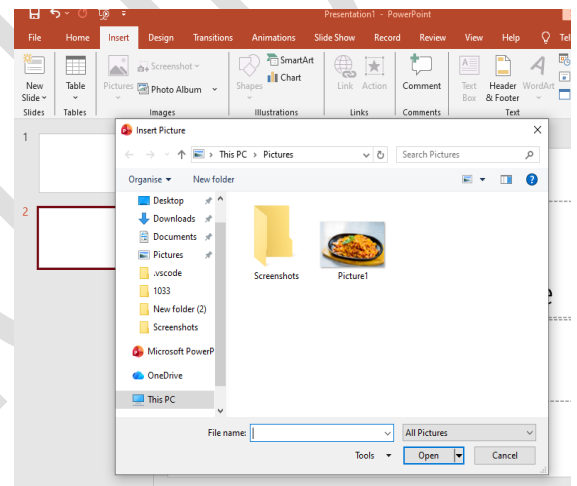 Presentation1 - PowerPoint
File Home Insert Design Transitions Animations Slide Show Record Review View Help Tel
New Slide
Table
Pictures
Screenshot
Photo Album
Shapes
SmartArt
Chart
Link
Action
Comment
Text Box
Header & Footer
WordArt
Slides Tables Images Illustrations Links Comments Text
1
2
Insert Picture
This PC > Pictures
Search Pictures
Organise New folder
Desktop
Downloads
Documents
Pictures
.vscode
1033
New folder (2)
Screenshots
Microsoft PowerP
OneDrive
This PC
Screenshots
Picture1
File name:
All Pictures
Tools Open Cancel